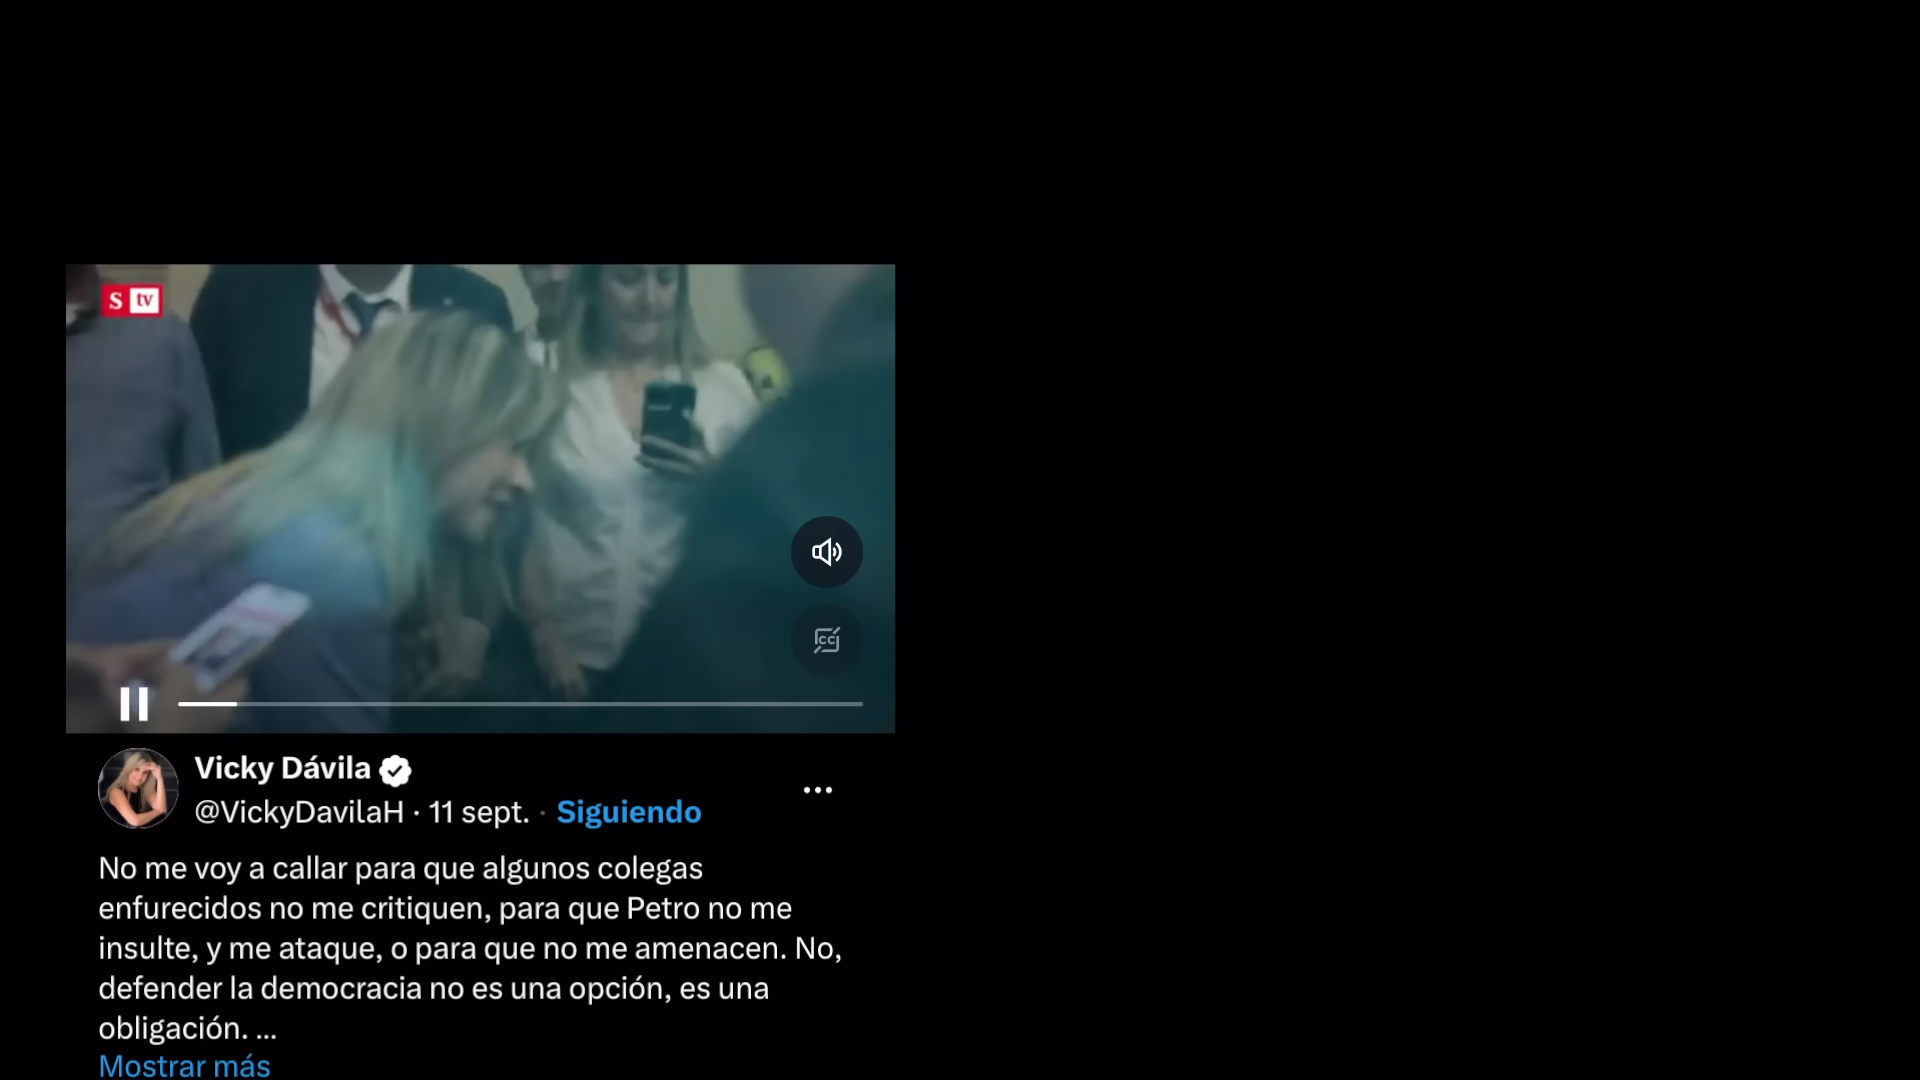 S tv
CC
Vicky Dávila
@VickyDavilaH · 11 sept. · Siguiendo
No me voy a callar para que algunos colegas
enfurecidos no me critiquen, para que Petro no me
insulte, y me ataque, o para que no me amenacen. No,
defender la democracia no es una opción, es una
obligación. ...
Mostrar más